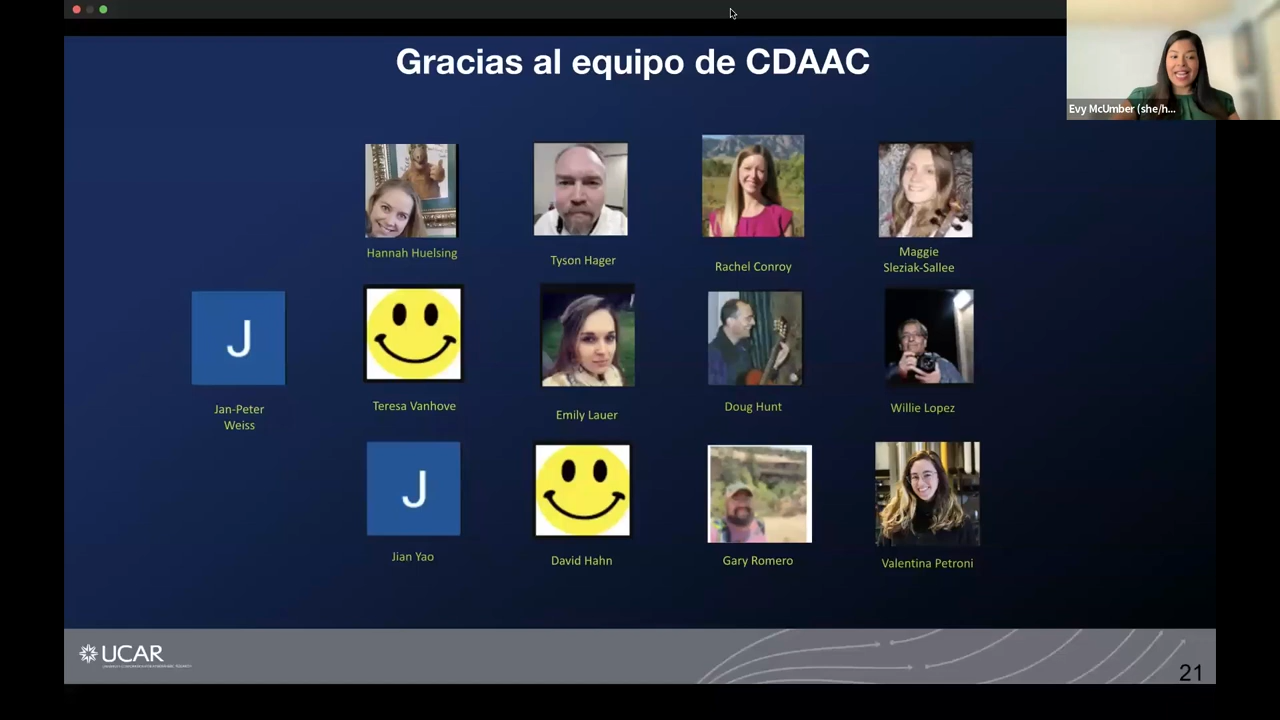 Gracias al equipo de CDAAC
Evy McUmber (she/h...
Hannah Huelsing
Tyson Hager
Rachel Conroy
Maggie
Sleziak-Sallee
J
Jan-Peter
Weiss
Teresa Vanhove
Emily Lauer
Doug Hunt
Willie Lopez
J
Jian Yao
David Hahn
Gary Romero
Valentina Petroni
UCAR
21